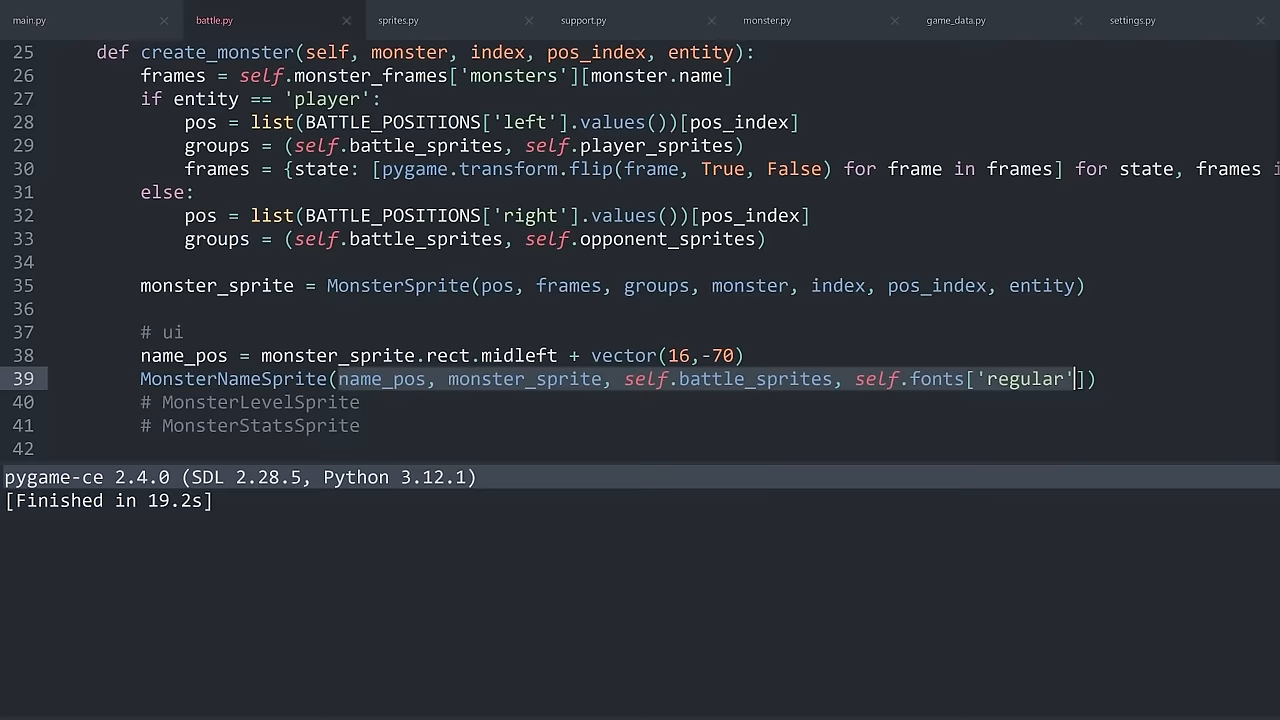 main.py battle.py sprites.py support.py monster.py game_data.py settings.py
25 def create_monster(self, monster, index, pos_index, entity):
26 frames = self.monster_frames['monsters'][monster.name]
27 if entity == 'player':
28 pos = list(BATTLE_POSITIONS['left'].values())[pos_index]
29 groups = (self.battle_sprites, self.player_sprites)
30 frames = {state: [pygame.transform.flip(frame, True, False) for frame in frames] for state, frames i
31 else:
32 pos = list(BATTLE_POSITIONS['right'].values())[pos_index]
33 groups = (self.battle_sprites, self.opponent_sprites)
34
35 monster_sprite = MonsterSprite(pos, frames, groups, monster, index, pos_index, entity)
36
37 # ui
38 name_pos = monster_sprite.rect.midleft + vector(16,-70)
39 MonsterNameSprite(name_pos, monster_sprite, self.battle_sprites, self.fonts['regular'])
40 # MonsterLevelSprite
41 # MonsterStatsSprite
42
pygame-ce 2.4.0 (SDL 2.28.5, Python 3.12.1)
[Finished in 19.2s]